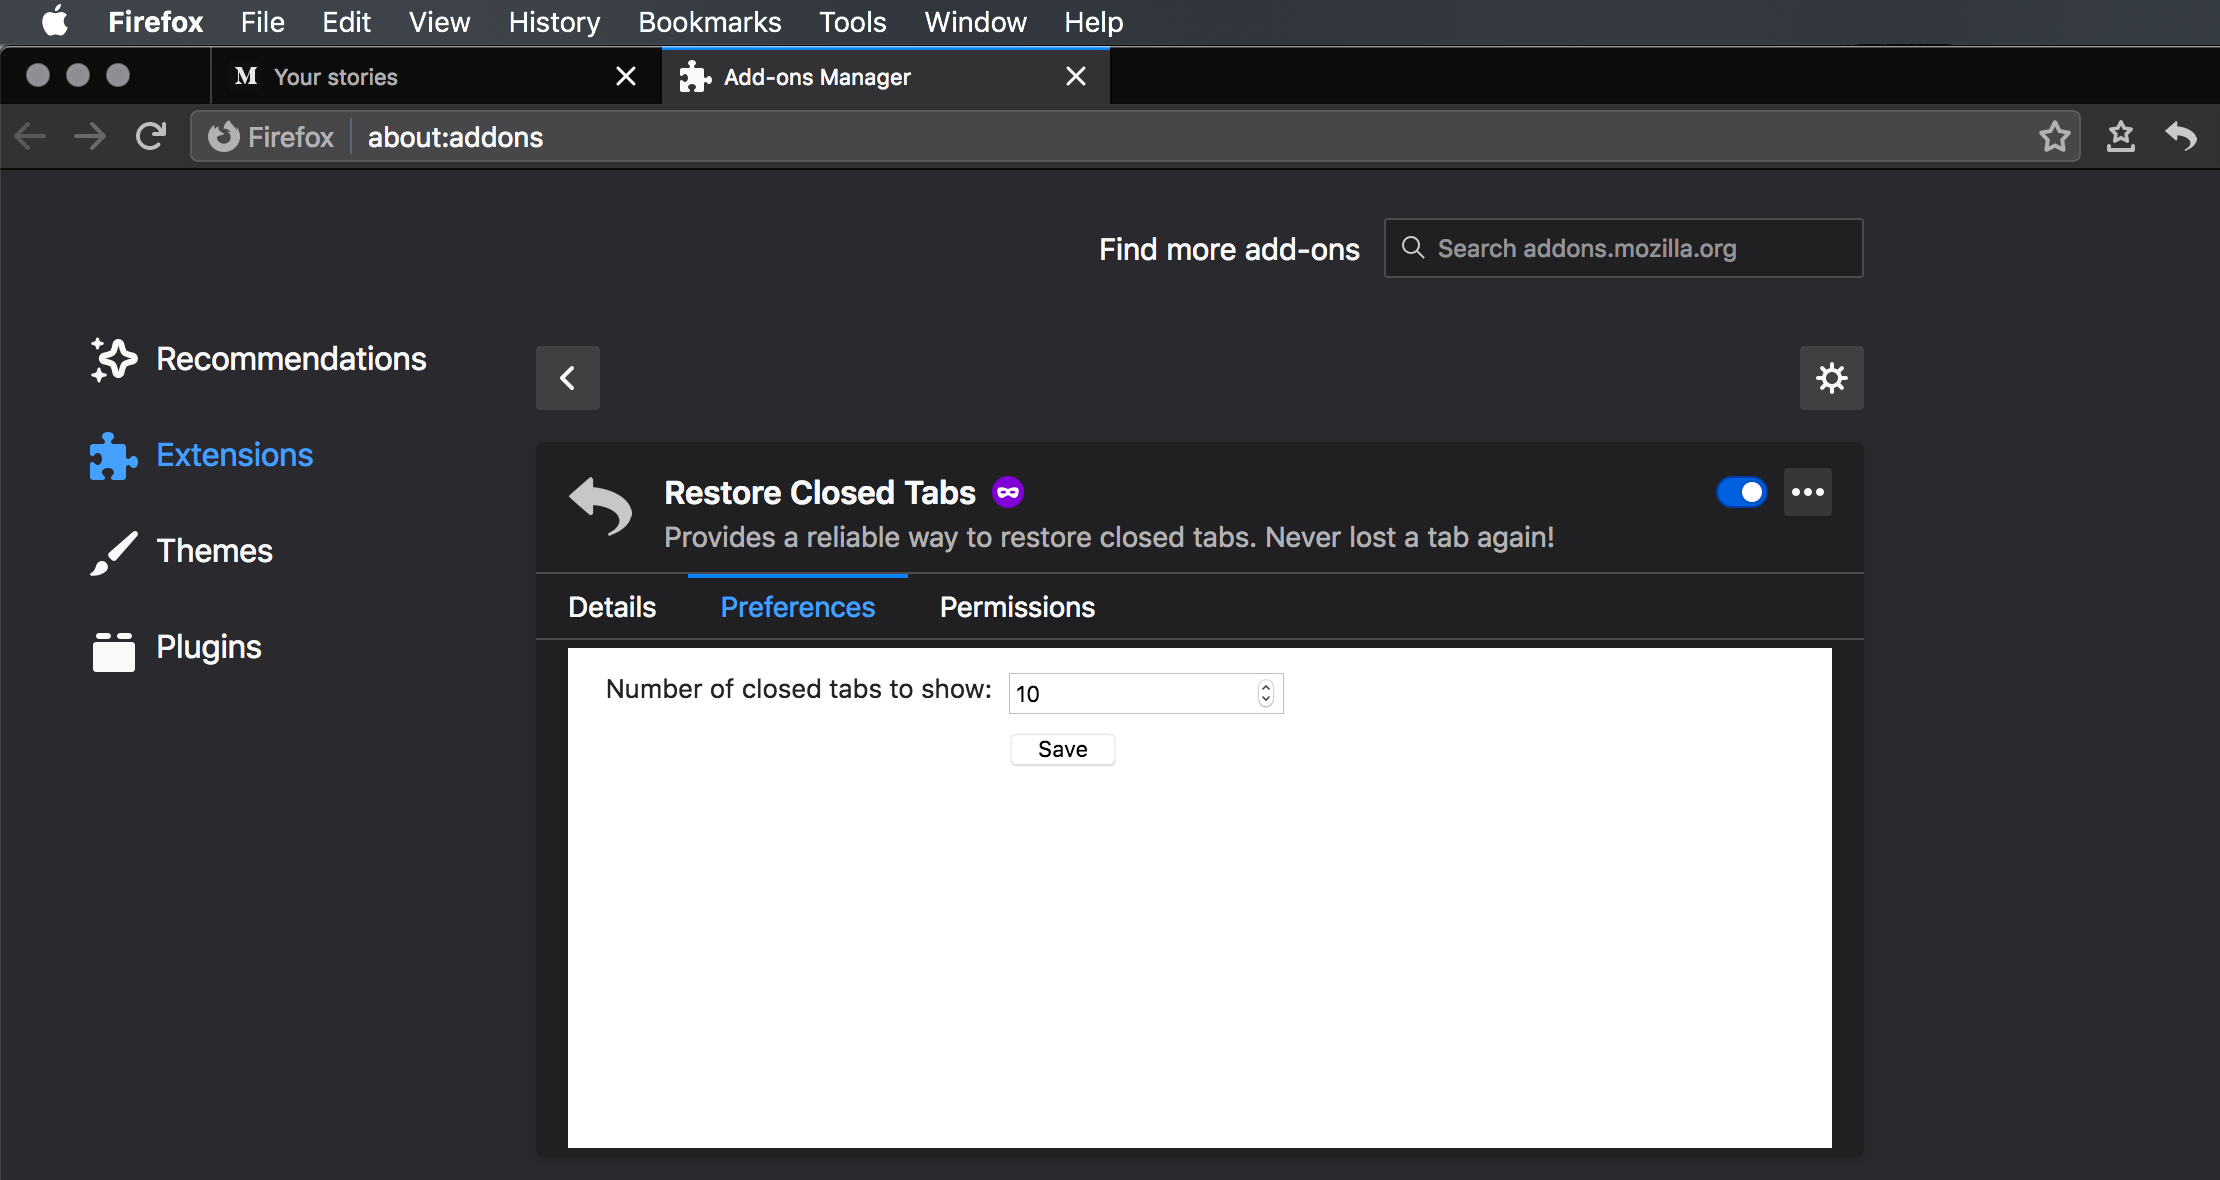 Firefox File Edit View History Bookmarks Tools Window Help
M Your stories Add-ons Manager
Firefox about:addons
Find more add-ons Search addons.mozilla.org
Recommendations
Extensions
Themes
Plugins
Restore Closed Tabs
Provides a reliable way to restore closed tabs. Never lost a tab again!
Details Preferences Permissions
Number of closed tabs to show: 10
Save